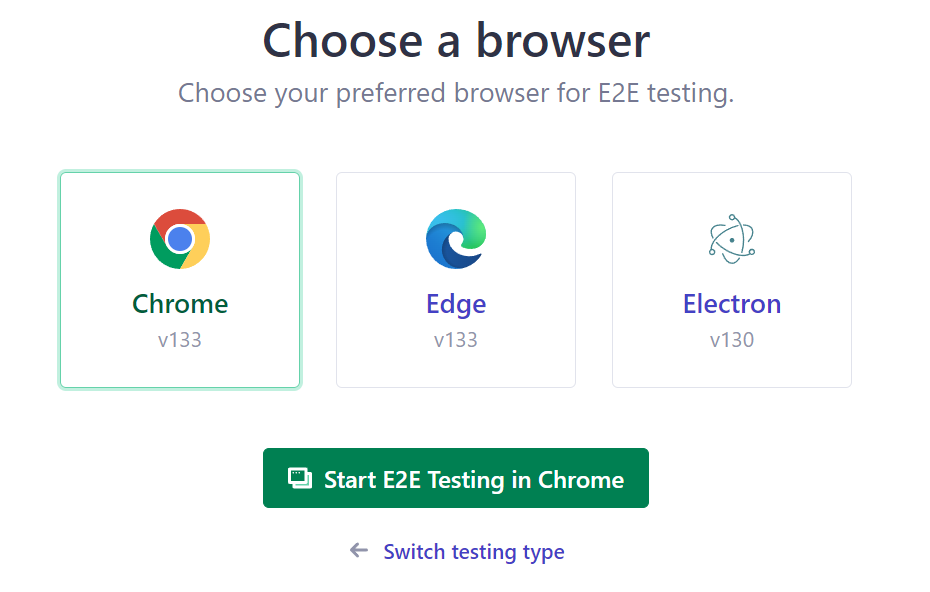 Choose a browser
Choose your preferred browser for E2E testing.
Chrome
v133
Edge
v133
Electron
v130
Start E2E Testing in Chrome
Switch testing type